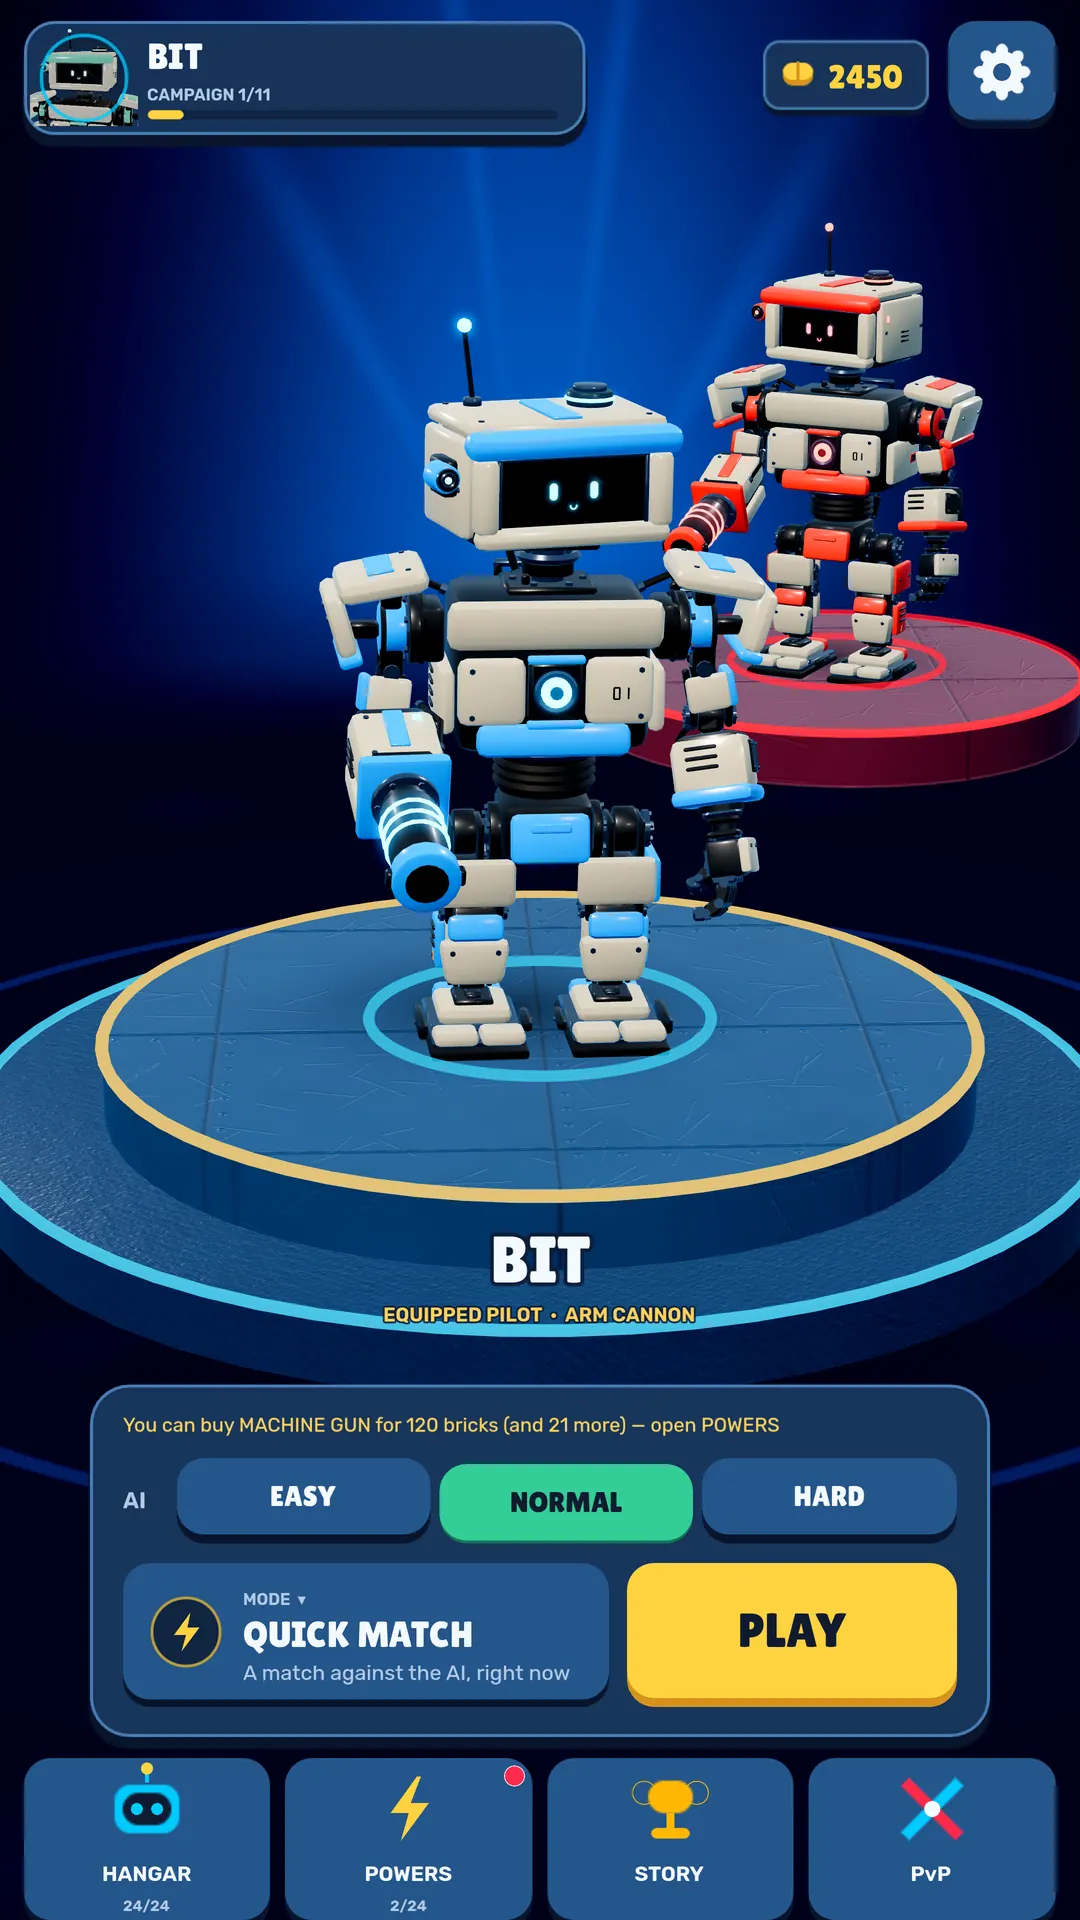 BIT
CAMPAIGN 1/11
2450
01
01
BIT
EQUIPPED PILOT · ARM CANNON
You can buy MACHINE GUN for 120 bricks (and 21 more) — open POWERS
AI
EASY
NORMAL
HARD
MODE ▼
QUICK MATCH
A match against the AI, right now
PLAY
HANGAR
24/24
POWERS
2/24
STORY
PvP